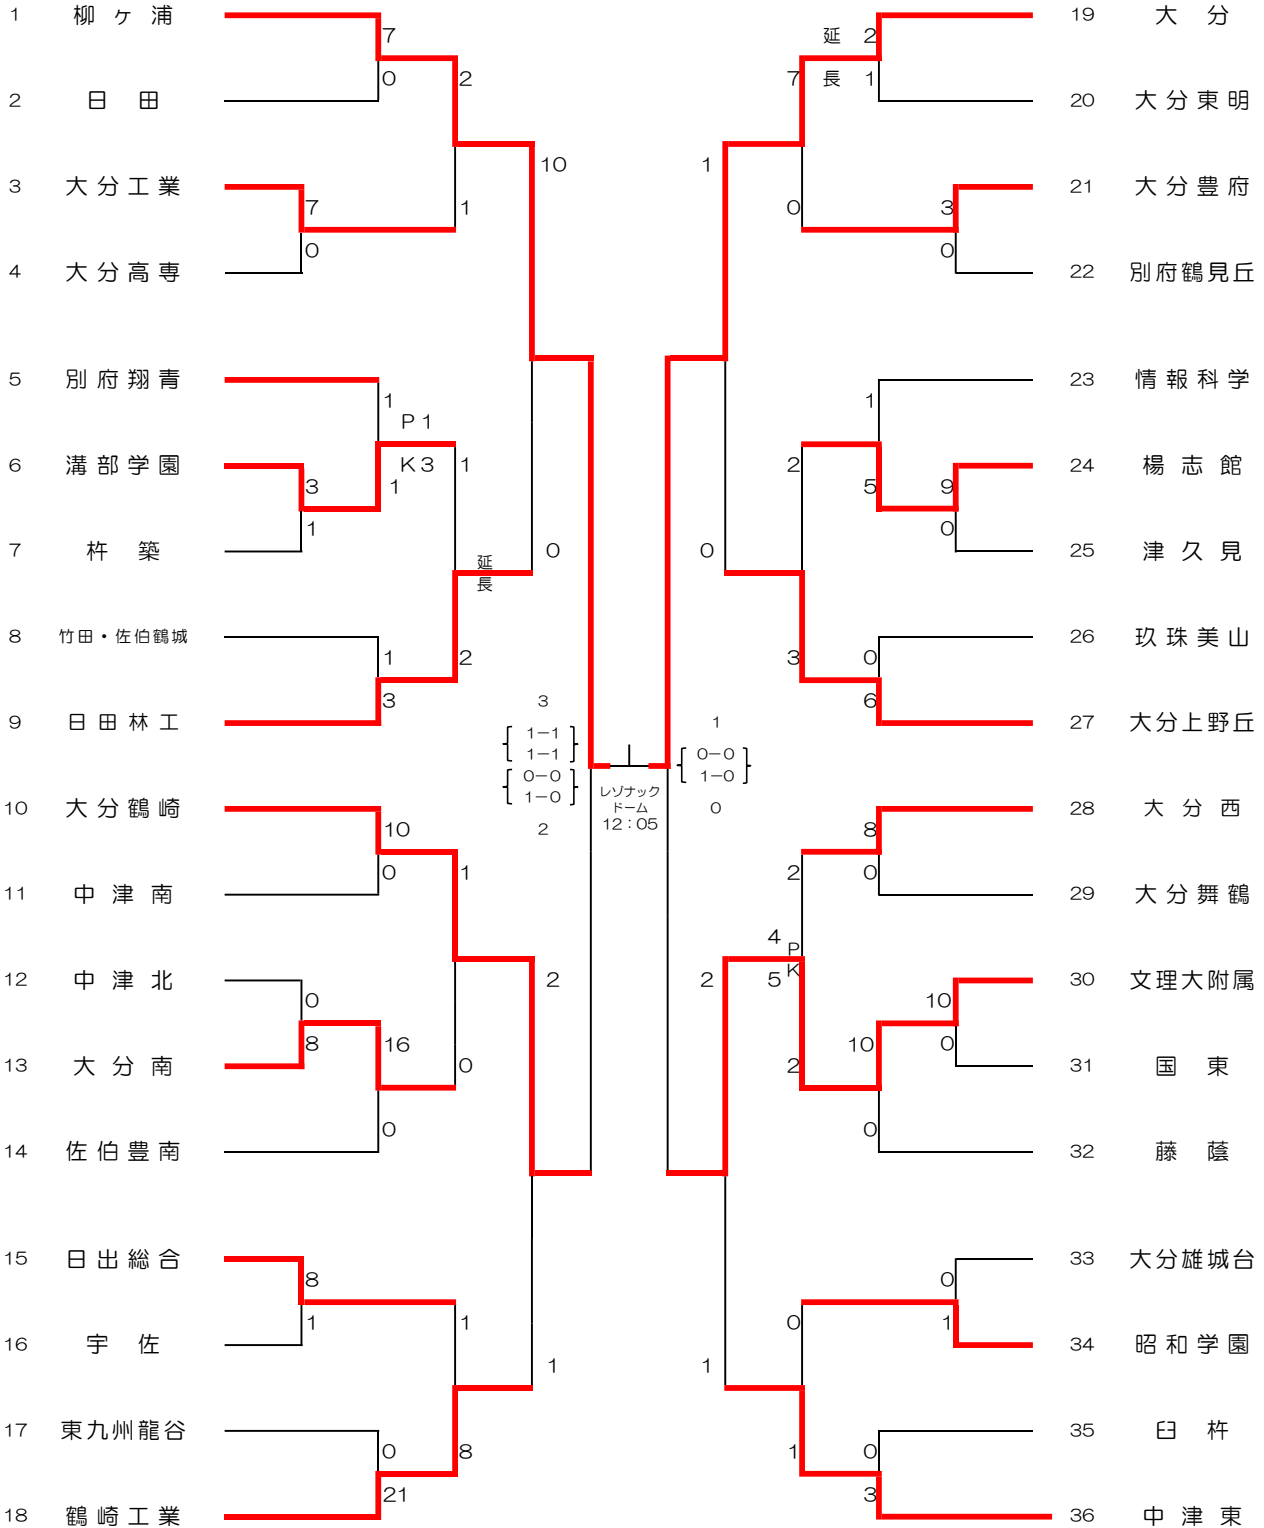 1 柳ヶ浦
7
0
2 日田
2
3 大分工業
7
0
4 大分高専
1
10
5 別府翔青
1
P 1
K 3
1
6 溝部学園
3
1
7 杵築
1
延長
0
8 竹田・佐伯鶴城
1
3
2
9 日田林工
3
1-1
1-1
0-0
1-0
2
10 大分鶴崎
10
0
1
11 中津南
12 中津北
0
8
16
0
13 大分南
0
14 佐伯豊南
2
15 日出総合
8
1
1
16 宇佐
1
17 東九州龍谷
0
21
8
18 鶴崎工業
レゾナック
ドーム
12:05
19 大分
延長
2
1
7
20 大分東明
1
21 大分豊府
3
0
0
22 別府鶴見丘
23 情報科学
1
2
5
24 楊志館
9
0
25 津久見
0
26 玖珠美山
0
6
3
27 大分上野丘
1
0-0
1-0
0
28 大分西
8
0
2
29 大分舞鶴
4 P
5 K
2
30 文理大附属
10
0
10
2
31 国東
0
32 藤蔭
33 大分雄城台
0
1
0
34 昭和学園
1
35 臼杵
0
3
1
36 中津東